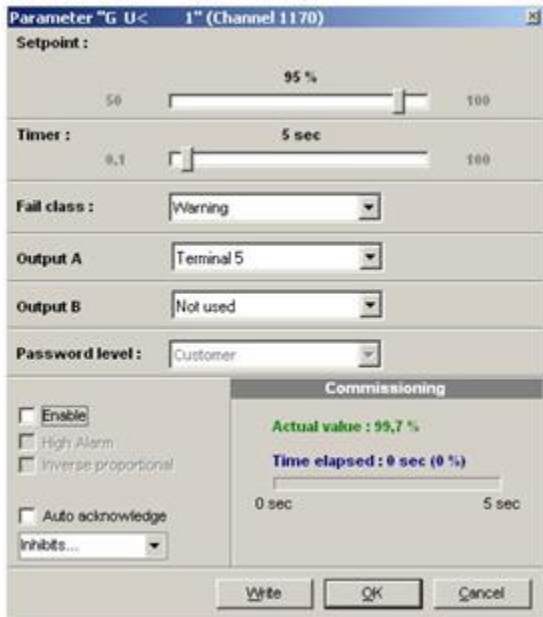 Parameter "G U< 1" (Channel 1170)
Setpoint :
95 %
50 100
Timer : 5 sec
0,1 100
Fail class : Warning
Output A Terminal 5
Output B Not used
Password level : Customer
Commissioning
Enable
High Alarm
Inverse proportional
Auto acknowledge
Inhibits...
Actual value : 99,7 %
Time elapsed : 0 sec (0 %)
0 sec 5 sec
Write OK Cancel